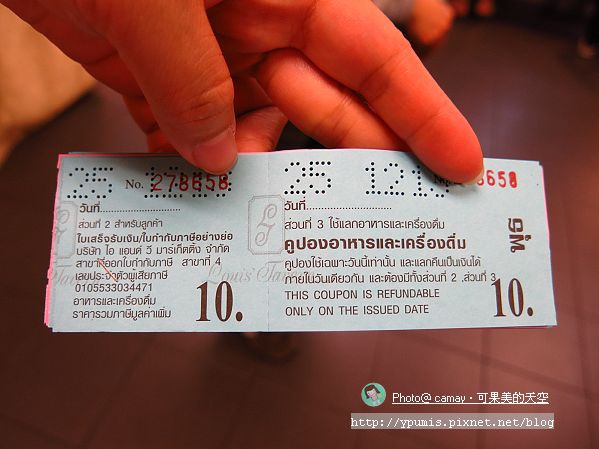 25
No. 278658
วันที่
ส่วนที่ 2 สำหรับลูกค้า
ใบเสร็จรับเงิน/ใบกำกับภาษีอย่างย่อ
บริษัท ไอ แอนด์ วี มาร์เก็ตติ้ง จำกัด
สาขาที่ออกใบกำกับภาษี สาขาที่ 4
เลขประจำตัวผู้เสียภาษี
0105533034471
อาหารและเครื่องดื่ม
ราคารวมภาษีมูลค่าเพิ่ม
10.
25 121
8658
วันที่
ส่วนที่ 3 ใช้แลกอาหารและเครื่องดื่ม
คูปองอาหารและเครื่องดื่ม
คูปองใช้เฉพาะวันนี้เท่านั้น และแลกคืนเป็นเงินได้
ภายในวันเดียวกัน และต้องมีทั้งส่วนที่ 2 ,ส่วนที่ 3
THIS COUPON IS REFUNDABLE
ONLY ON THE ISSUED DATE
10.
Louis
Photo@ camay・可果美的天空
http://ypumis.pixnet.net/blog